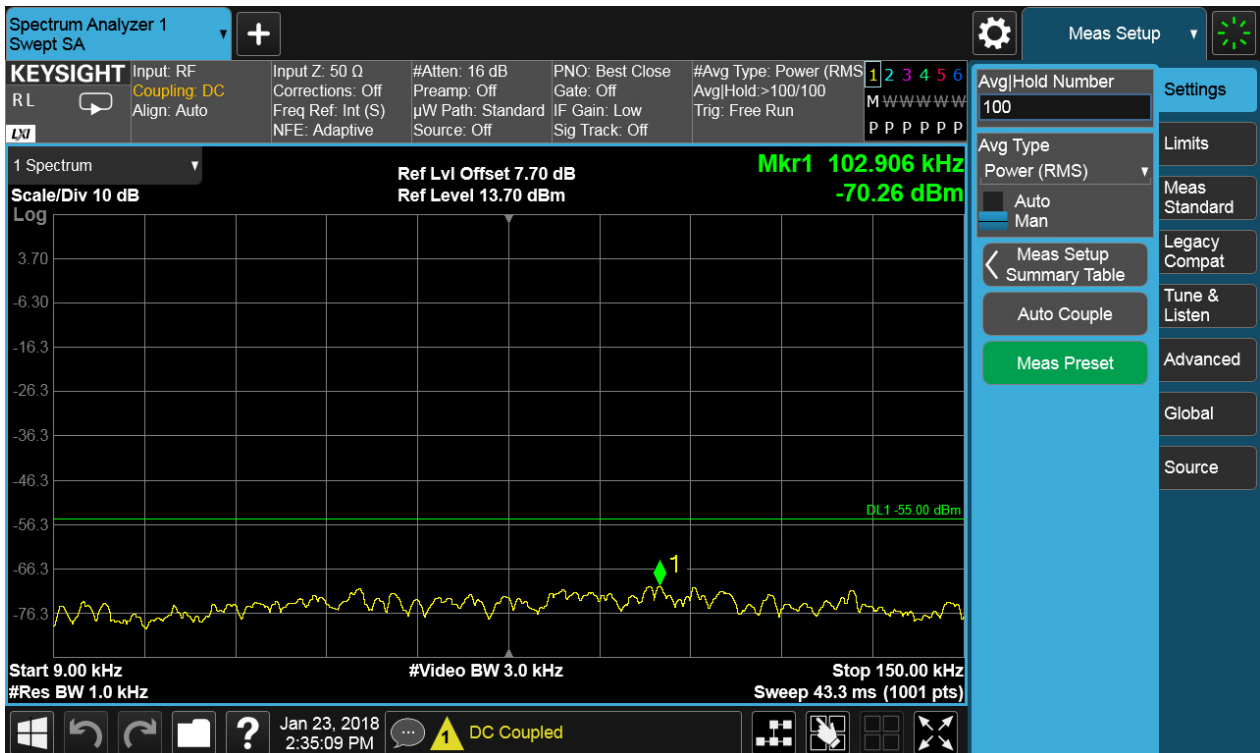 Spectrum Analyzer 1
Swept SA
+
Meas Setup
KEYSIGHT
RL
LXI
Input: RF
Coupling: DC
Align: Auto
Input Z: 50 Ω
Corrections: Off
Freq Ref: Int (S)
NFE: Adaptive
#Atten: 16 dB
Preamp: Off
µW Path: Standard
Source: Off
PNO: Best Close
Gate: Off
IF Gain: Low
Sig Track: Off
#Avg Type: Power (RMS
Avg|Hold:>100/100
Trig: Free Run
1 2 3 4 5 6
M W W W W W
P P P P P P
1 Spectrum
Scale/Div 10 dB
Log
Ref Lvl Offset 7.70 dB
Ref Level 13.70 dBm
Mkr1 102.906 kHz
-70.26 dBm
3.70
-6.30
-16.3
-26.3
-36.3
-46.3
-56.3
-66.3
-76.3
DL1 -55.00 dBm
1
Start 9.00 kHz
#Res BW 1.0 kHz
#Video BW 3.0 kHz
Stop 150.00 kHz
Sweep 43.3 ms (1001 pts)
Avg|Hold Number
100
Avg Type
Power (RMS)
Auto
Man
Meas Setup
Summary Table
Auto Couple
Meas Preset
Settings
Limits
Meas
Standard
Legacy
Compat
Tune &
Listen
Advanced
Global
Source
?
Jan 23, 2018
2:35:09 PM
1
DC Coupled